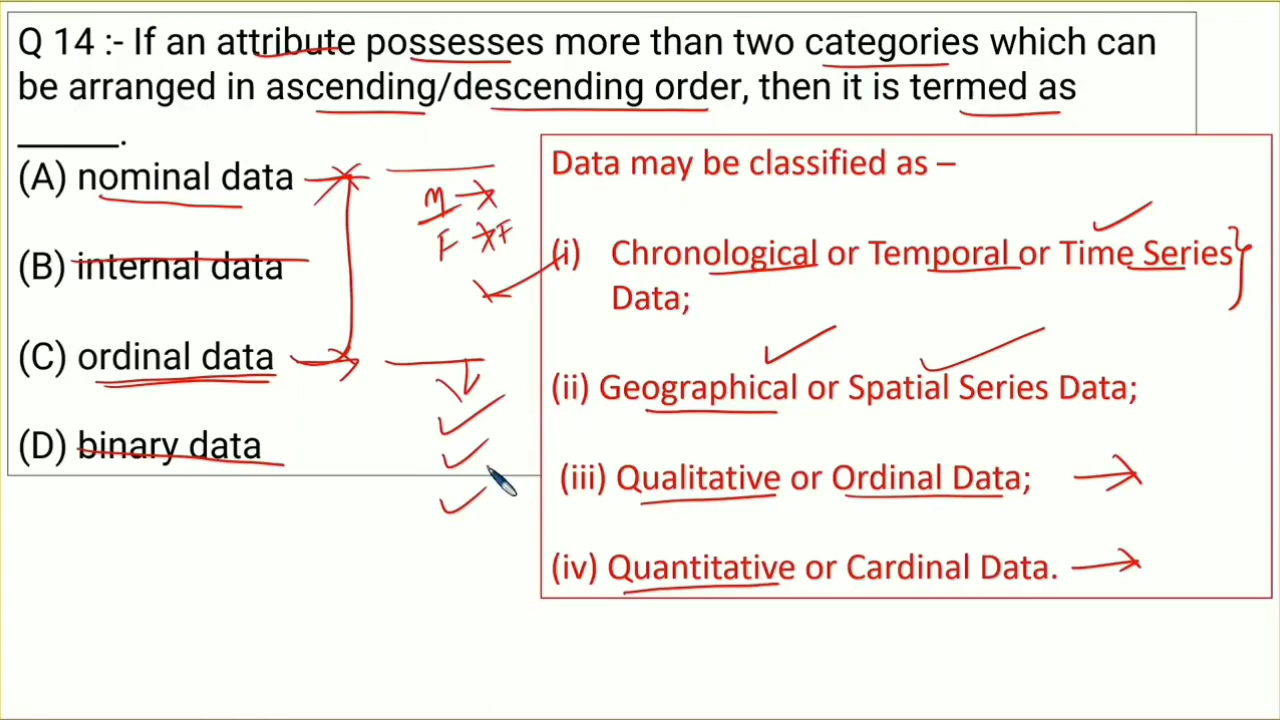 Q 14 :- If an attribute possesses more than two categories which can
be arranged in ascending/descending order, then it is termed as
______.
(A) nominal data
(B) internal data
(C) ordinal data
(D) binary data
M
F F
Data may be classified as –
(i) Chronological or Temporal or Time Series
Data;
(ii) Geographical or Spatial Series Data;
(iii) Qualitative or Ordinal Data;
(iv) Quantitative or Cardinal Data.